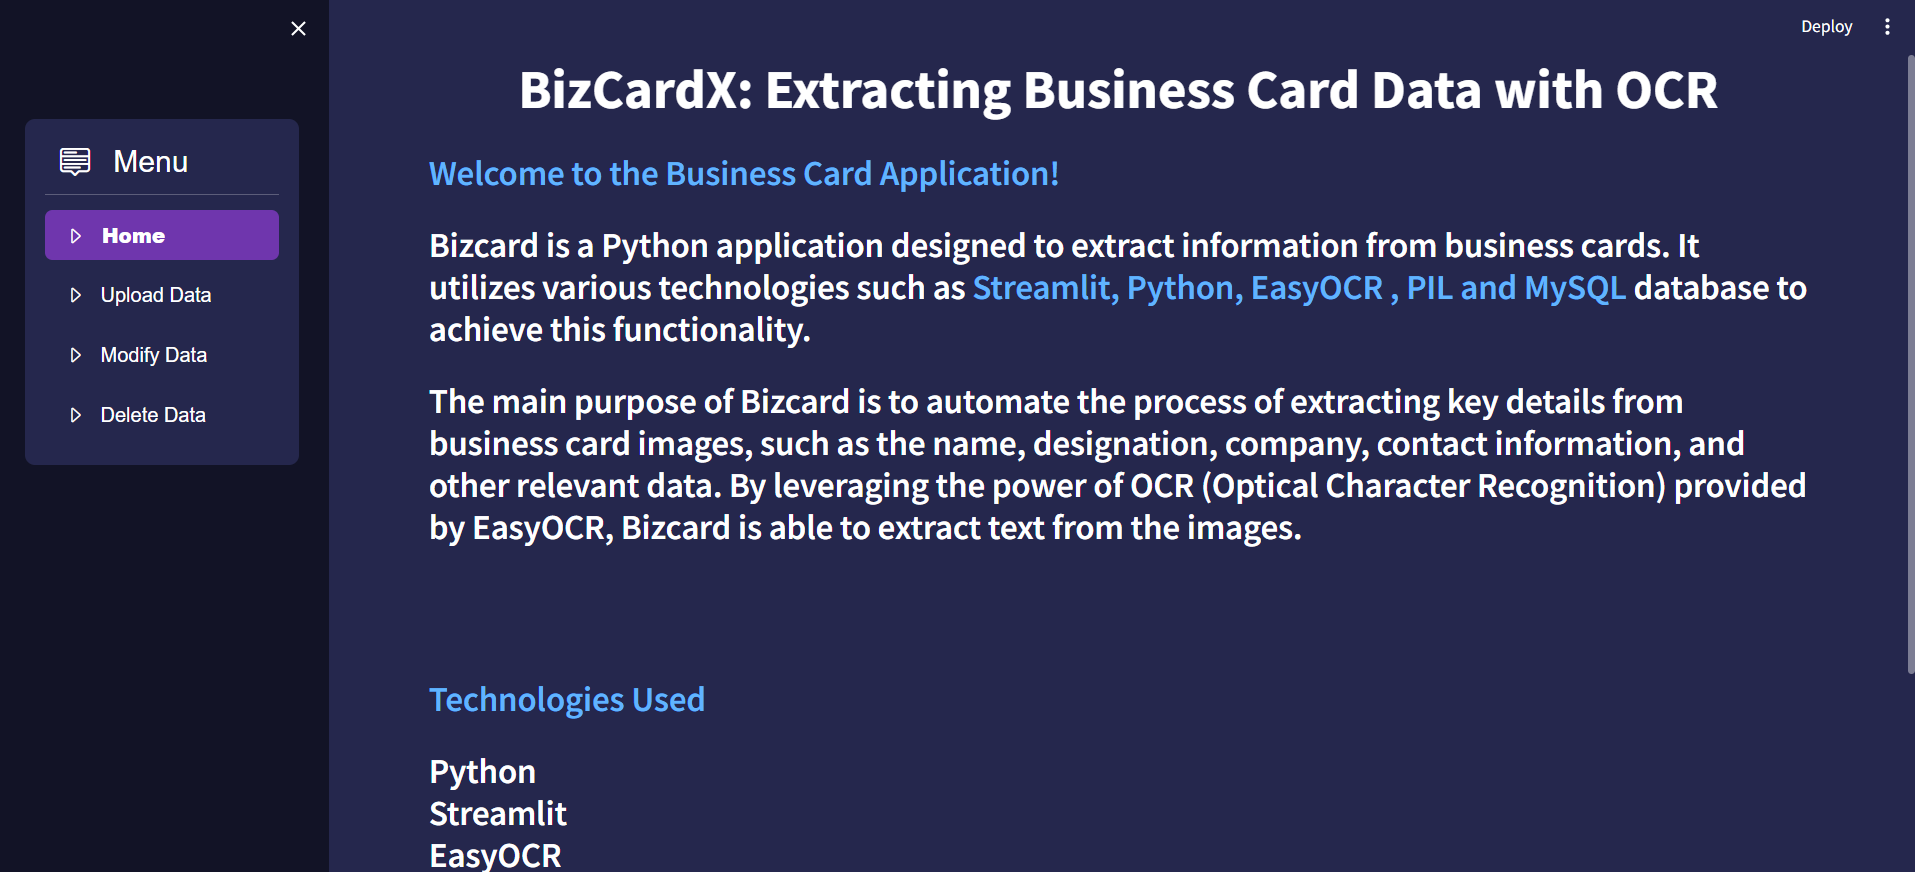 Deploy
BizCardX: Extracting Business Card Data with OCR
Menu
Home
Upload Data
Modify Data
Delete Data
Welcome to the Business Card Application!
Bizcard is a Python application designed to extract information from business cards. It
utilizes various technologies such as Streamlit, Python, EasyOCR , PIL and MySQL database to
achieve this functionality.
The main purpose of Bizcard is to automate the process of extracting key details from
business card images, such as the name, designation, company, contact information, and
other relevant data. By leveraging the power of OCR (Optical Character Recognition) provided
by EasyOCR, Bizcard is able to extract text from the images.
Technologies Used
Python
Streamlit
EasyOCR